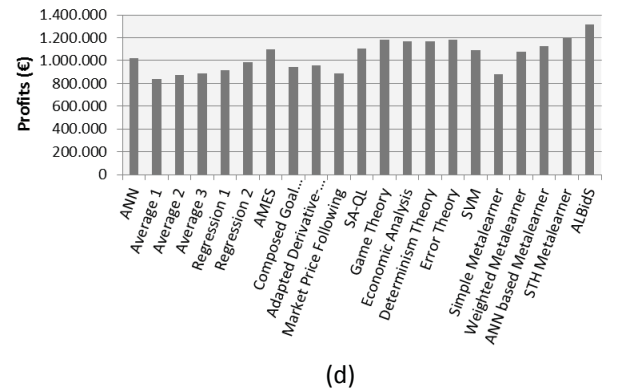 Profits (€)
1.400.000
1.200.000
1.000.000
800.000
600.000
400.000
200.000
0
ANN
Average 1
Average 2
Average 3
Regression 1
Regression 2
AMES
Composed Goal...
Adapted Derivative-...
Market Price Following
SA-QL
Game Theory
Economic Analysis
Determinism Theory
Error Theory
SVM
Simple Metalearner
Weighted Metalearner
ANN based Metalearner
STH Metalearner
ALBidS
(d)